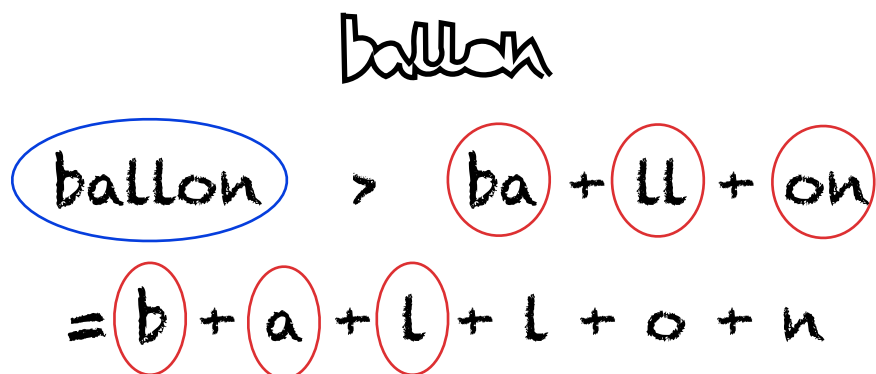 ballon
ballon > ba + ll + on
= b + a + l + l + o + n